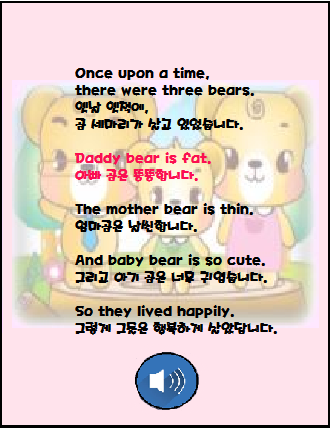 Once upon a time,
there were three bears.
옛날 옛적에,
곰 세마리가 살고 있었습니다.
Daddy bear is fat.
아빠 곰은 뚱뚱합니다.
The mother bear is thin.
엄마곰은 날씬합니다.
And baby bear is so cute.
그리고 아기 곰은 너무 귀엽습니다.
So they lived happily.
그렇게 그들은 행복하게 살았답니다.